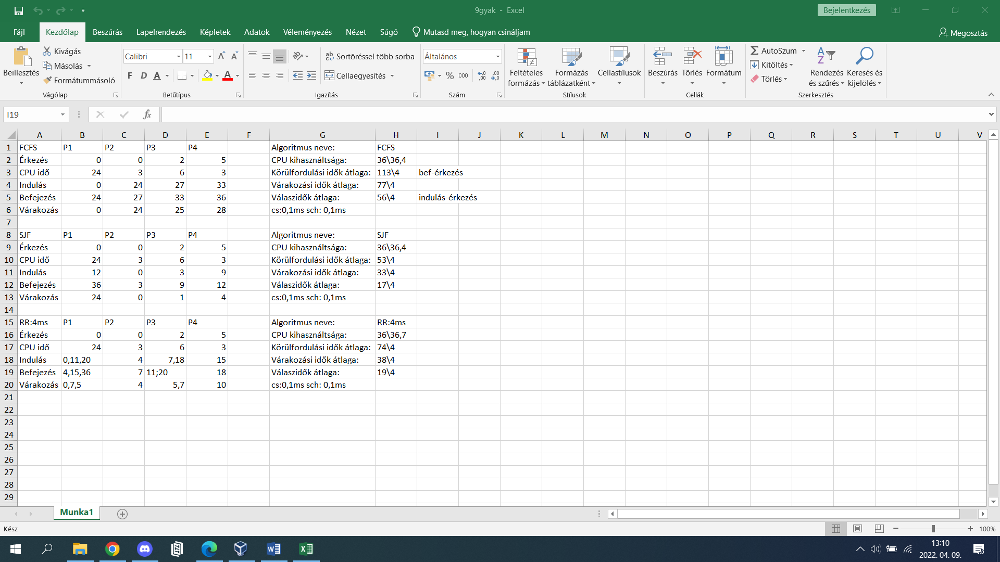 9gyak - Excel
Bejelentkezés
Fájl Kezdőlap Beszúrás Lapelrendezés Képletek Adatok Véleményezés Nézet Súgó Mutasd meg, hogyan csináljam Megosztás
Beillesztés
Kivágás
Másolás
Formátummásoló
Vágólap
Calibri 11
F D A A
Betűtípus
ab Sortöréssel több sorba
Cellaegyesítés
Igazítás
Általános
% 000
Szám
Feltételes formázás
Formázás táblázatként
Cellastílusok
Stílusok
Beszúrás Törlés Formátum
Cellák
AutoSzum
Kitöltés
Törlés
Rendezés és szűrés
Keresés és kijelölés
Szerkesztés
I19 fx
A B C D E F G H I J K L M N O P Q R S T U V
1 FCFS P1 P2 P3 P4 Algoritmus neve: FCFS
2 Érkezés 0 0 2 5 CPU kihasználtsága: 36\36,4
3 CPU idő 24 3 6 3 Körülfordulási idők átlaga: 113\4 bef-érkezés
4 Indulás 0 24 27 33 Várakozási idők átlaga: 77\4
5 Befejezés 24 27 33 36 Válaszidők átlaga: 56\4 indulás-érkezés
6 Várakozás 0 24 25 28 cs:0,1ms sch: 0,1ms
7
8 SJF P1 P2 P3 P4 Algoritmus neve: SJF
9 Érkezés 0 0 2 5 CPU kihasználtsága: 36\36,4
10 CPU idő 24 3 6 3 Körülfordulási idők átlaga: 53\4
11 Indulás 12 0 3 9 Várakozási idők átlaga: 33\4
12 Befejezés 36 3 9 12 Válaszidők átlaga: 17\4
13 Várakozás 24 0 1 4 cs:0,1ms sch: 0,1ms
14
15 RR:4ms P1 P2 P3 P4 Algoritmus neve: RR:4ms
16 Érkezés 0 0 2 5 CPU kihasználtsága: 36\36,7
17 CPU idő 24 3 6 3 Körülfordulási idők átlaga: 74\4
18 Indulás 0,11,20 4 7,18 15 Várakozási idők átlaga: 38\4
19 Befejezés 4,15,36 7 11;20 18 Válaszidők átlaga: 19\4
20 Várakozás 0,7,5 4 5,7 10 cs:0,1ms sch: 0,1ms
21
22
23
24
25
26
27
28
29
Munka1
Kész 100%
13:10
2022. 04. 09.